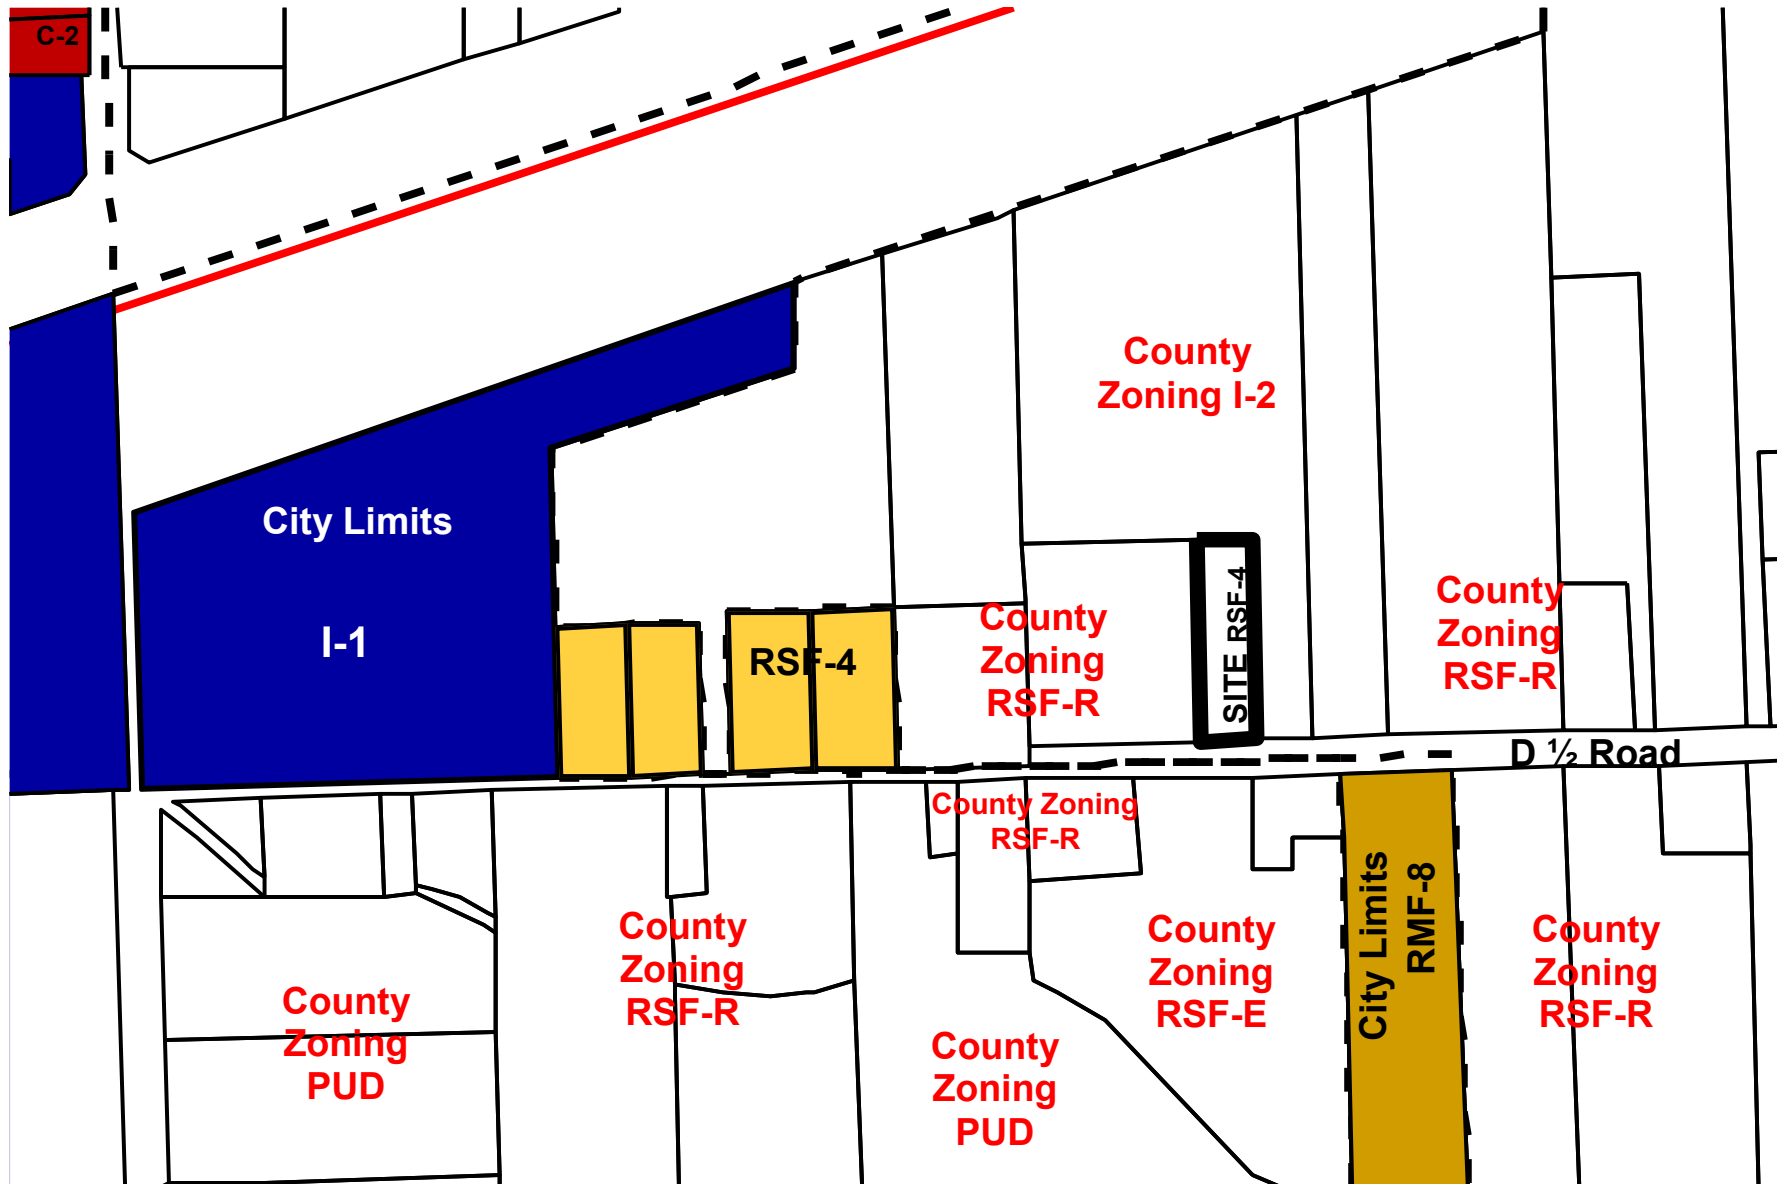 C-2
County
Zoning I-2
City Limits
I-1
RSF-4
County
Zoning
RSF-R
SITE RSF-4
County
Zoning
RSF-R
D ½ Road
County Zoning
RSF-R
County
Zoning
PUD
County
Zoning
RSF-R
County
Zoning
PUD
County
Zoning
RSF-E
City Limits
RMF-8
County
Zoning
RSF-R